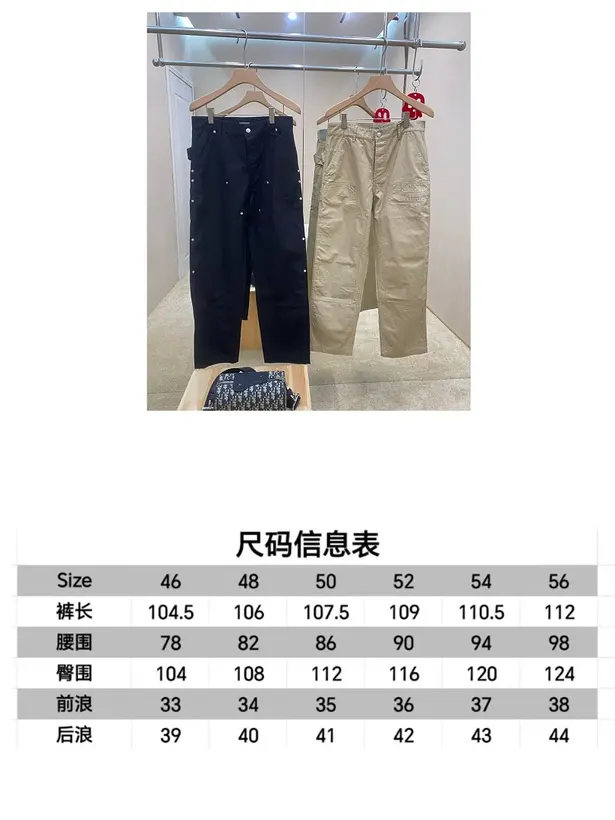 尺码信息表
Size 46 48 50 52 54 56
裤长 104.5 106 107.5 109 110.5 112
腰围 78 82 86 90 94 98
臀围 104 108 112 116 120 124
前浪 33 34 35 36 37 38
后浪 39 40 41 42 43 44